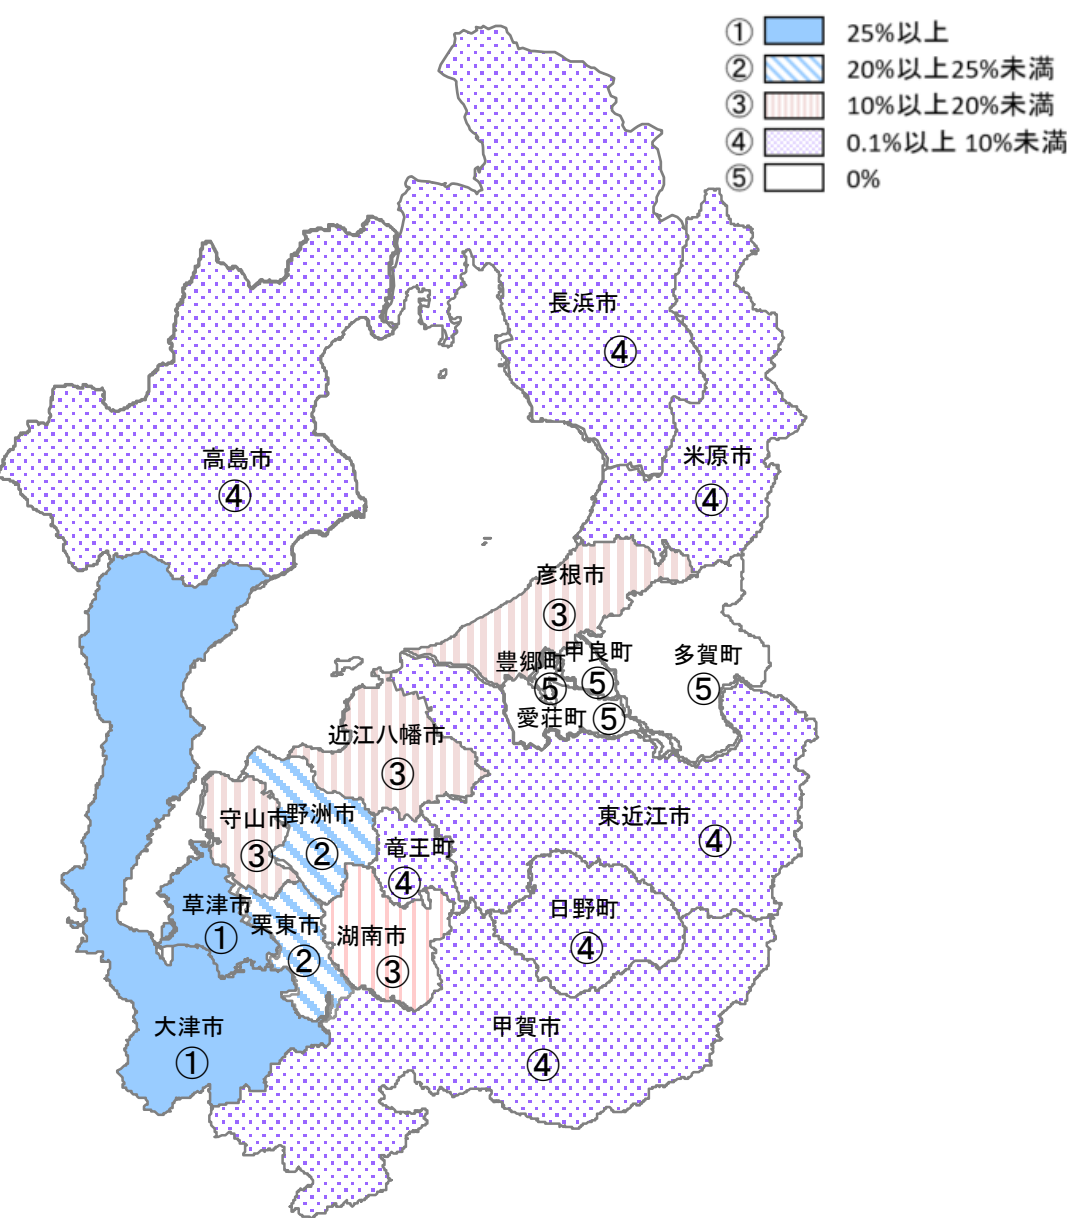 ① 25%以上
② 20%以上25%未満
③ 10%以上20%未満
④ 0.1%以上 10%未満
⑤ 0%
長浜市
④
高島市
④
米原市
④
彦根市
③
豊郷町
⑤
甲良町
⑤
多賀町
⑤
愛荘町 ⑤
近江八幡市
③
守山市
③
野洲市
②
竜王町
④
東近江市
④
草津市
①
栗東市
②
湖南市
③
日野町
④
大津市
①
甲賀市
④